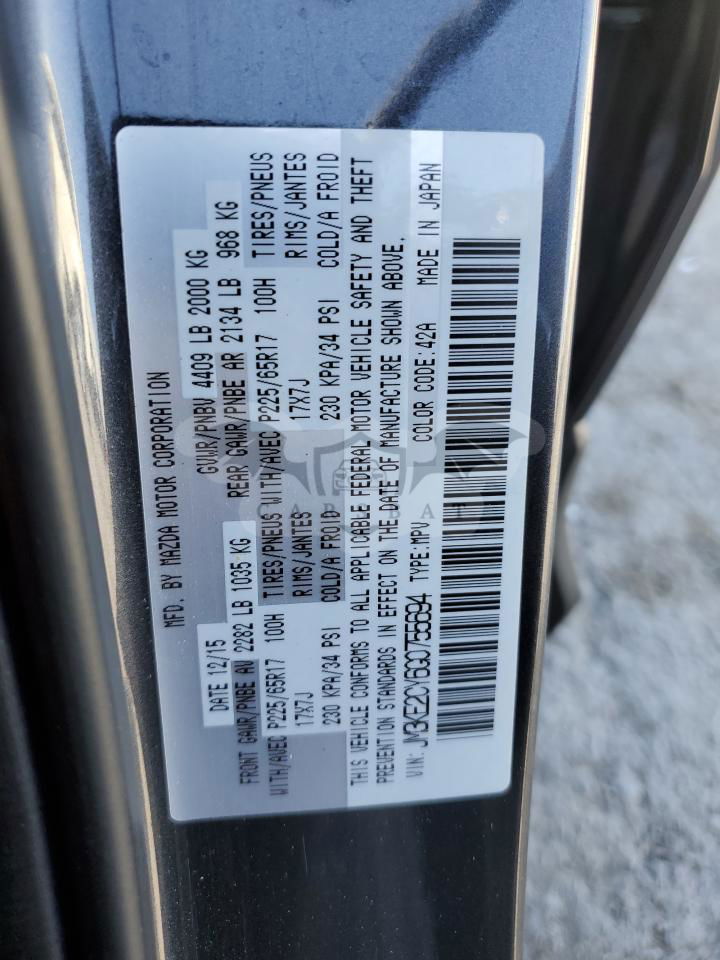 MFD. BY MAZDA MOTOR CORPORATION
DATE 12/15 GVWR/PNBV 4409 LB 2000 KG
FRONT GAWR/PNBE AV 2282 LB 1035 KG REAR GAWR/PNBE AR 2134 LB 968 KG
WITH/AVEC P225/65R17 100H TIRES/PNEUS WITH/AVEC P225/65R17 100H TIRES/PNEUS
17X7J RIMS/JANTES 17X7J RIMS/JANTES
230 KPA/34 PSI COLD/A FROID 230 KPA/34 PSI COLD/A FROID
THIS VEHICLE CONFORMS TO ALL APPLICABLE FEDERAL MOTOR VEHICLE SAFETY AND THEFT
PREVENTION STANDARDS IN EFFECT ON THE DATE OF MANUFACTURE SHOWN ABOVE.
VIN: JM3KE2CY6G0755694 TYPE: MPV COLOR CODE: 42A MADE IN JAPAN
CAR BAT